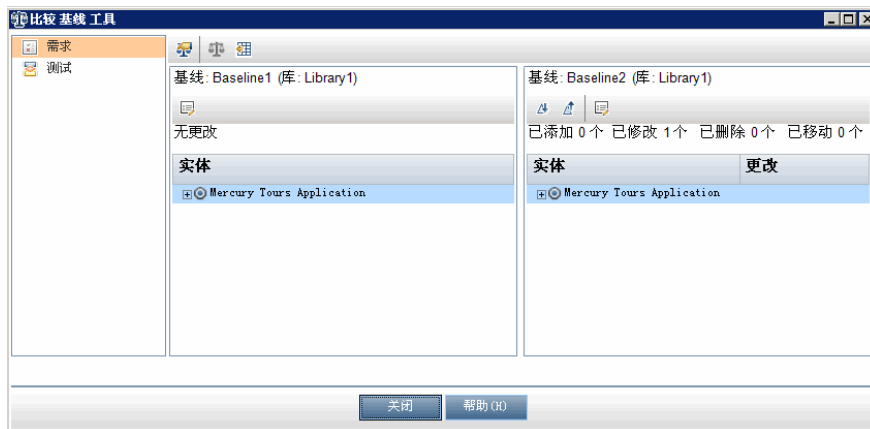 比较 基线 工具
需求
测试
基线: Baseline1 (库: Library1)
无更改
实体
Mercury Tours Application
基线: Baseline2 (库: Library1)
已添加 0个 已修改 1个 已删除 0个 已移动 0个
实体 更改
Mercury Tours Application
关闭 帮助(H)